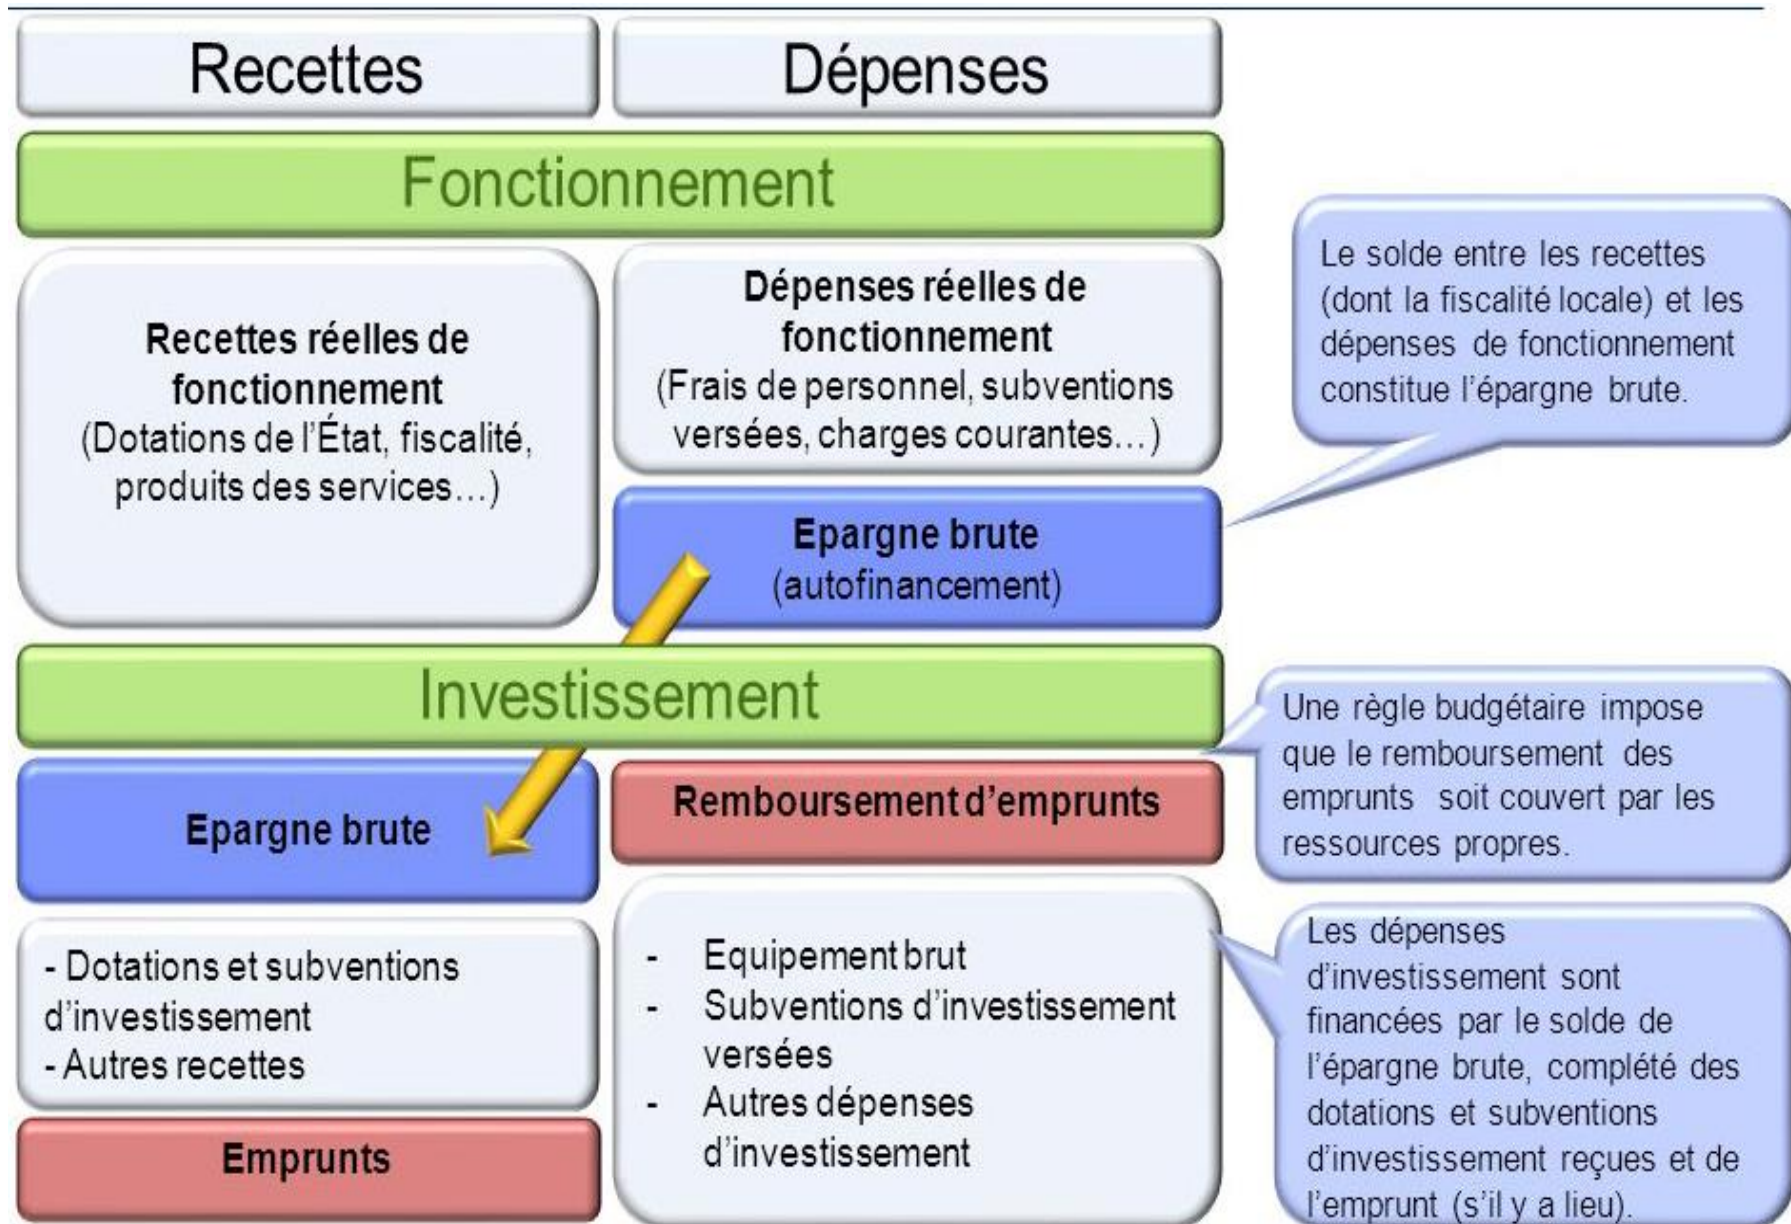 Recettes
Dépenses
Fonctionnement
Recettes réelles de
fonctionnement
(Dotations de l'État, fiscalité,
produits des services…)
Dépenses réelles de
fonctionnement
(Frais de personnel, subventions
versées, charges courantes…)
Epargne brute
(autofinancement)
Le solde entre les recettes
(dont la fiscalité locale) et les
dépenses de fonctionnement
constitue l'épargne brute.
Investissement
Epargne brute
Remboursement d'emprunts
Une règle budgétaire impose
que le remboursement des
emprunts soit couvert par les
ressources propres.
- Dotations et subventions
d'investissement
- Autres recettes
Emprunts
- Equipement brut
- Subventions d'investissement
versées
- Autres dépenses
d'investissement
Les dépenses
d'investissement sont
financées par le solde de
l'épargne brute, complété des
dotations et subventions
d'investissement reçues et de
l'emprunt (s'il y a lieu).